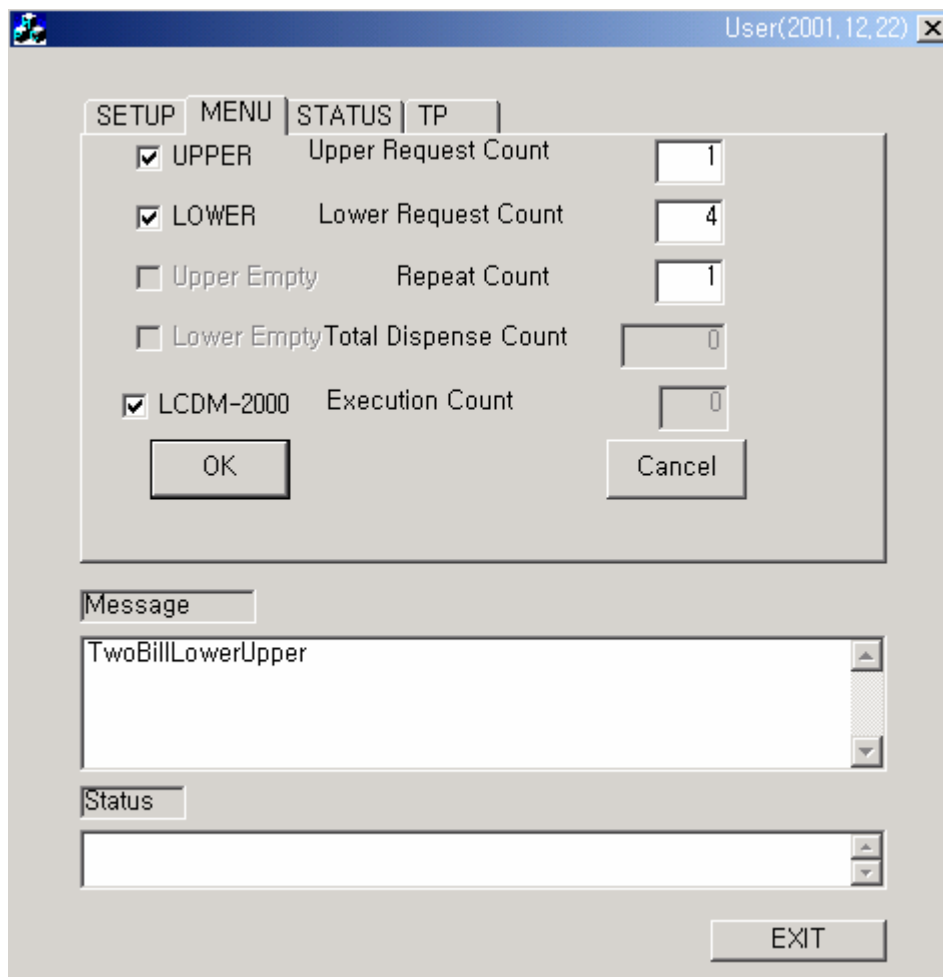 User(2001,12,22)
SETUP MENU STATUS TP
UPPER Upper Request Count 1
LOWER Lower Request Count 4
Upper Empty Repeat Count 1
Lower Empty Total Dispense Count 0
LCDM-2000 Execution Count 0
OK Cancel
Message
TwoBillLowerUpper
Status
EXIT